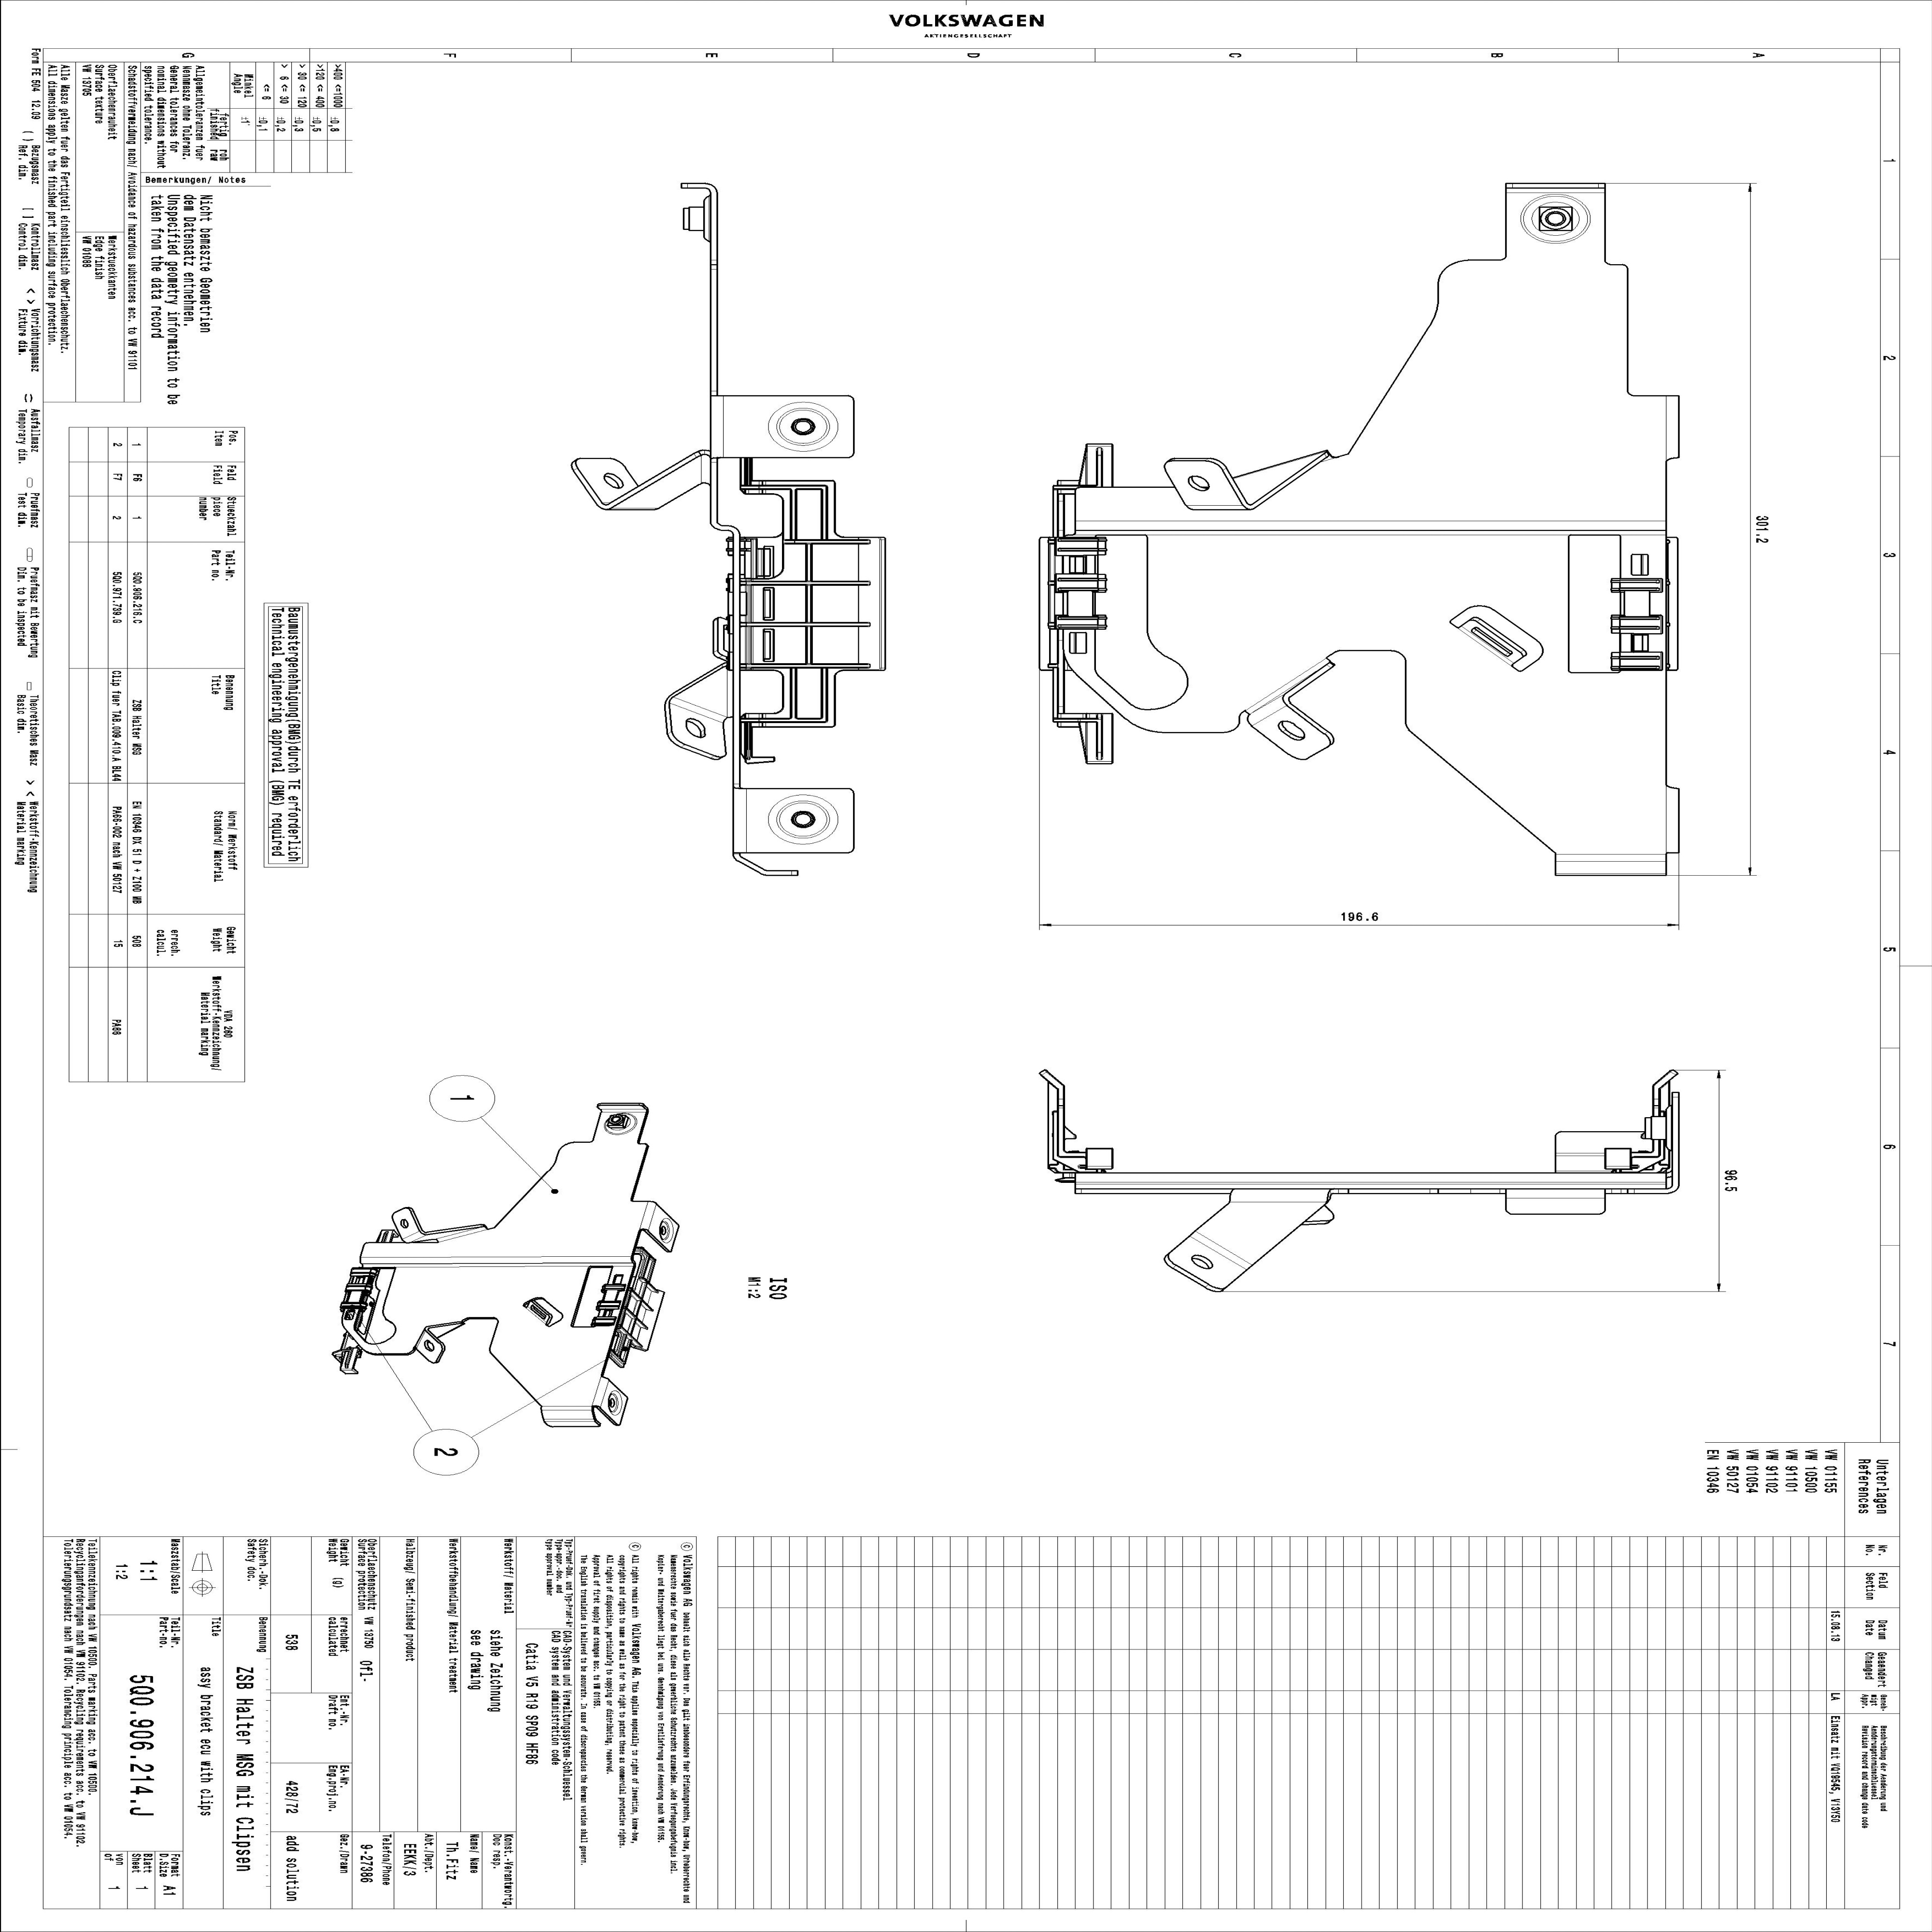 VOLKSWAGEN
AKTIENGESELLSCHAFT
G
F
E
D
C
B
A
1
2
3
4
5
6
7
301.2
196.6
96.5
ISO
M1:2
1
2
Unterlagen
References
VW 01155
VW 10500
VW 91101
VW 91102
VW 01054
VW 50127
EN 10346
Nr.
No.
Feld
Section
Datum
Date
Geaendert
Changed
Geneh-
migt
Appr.
Beschreibung der Aenderung und
Aenderungsterminschluessel
Revision record and change date code
15.08.13
LA
Einsatz mit VQ19545, V13Y50
>400 <=1000 ±0,8
>120 <= 400 ±0,5
> 30 <= 120 ±0,3
> 6 <= 30 ±0,2
<= 6 ±0,1
Winkel
Angle
±1°
fertig roh
finished raw
Allgemeintoleranzen fuer
Nennmasze ohne Toleranz.
General tolerances for
nominal dimensions without
specified tolerance.
Bemerkungen/ Notes
Nicht bemaszte Geometrien
dem Datensatz entnehmen.
Unspecified geometry information to be
taken from the data record
Schadstoffvermeidung nach/ Avoidance of hazardous substances acc. to VW 91101
Oberflaechenrauheit
Surface texture
VW 13705
Werkstueckkanten
Edge finish
VW 01088
Alle Masze gelten fuer das Fertigteil einschliesslich Oberflaechenschutz.
All dimensions apply to the finished part including surface protection.
Form FE 504 12.09
( ) Bezugsmasz
Ref. dim.
[ ] Kontrollmasz
Control dim.
< > Vorrichtungsmasz
Fixture dim.
Ausfallmasz
Temporary dim.
Pruefmasz
Test dim.
Pruefmasz mit Bewertung
Dim. to be inspected
Theoretisches Masz
Basic dim.
> < Werkstoff-Kennzeichnung
Material marking
Baumustergenehmigung(BMG)durch TE erforderlich
Technical engineering approval (BMG) required
Pos.
Item
Feld
Field
Stueckzahl
piece
number
Teil-Nr.
Part no.
Benennung
Title
Norm/ Werkstoff
Standard/ Material
Gewicht
Weight
errech.
calcul.
VDA 260
Werkstoff-Kennzeichnung/
Material marking
1 F6 1 5Q0.906.216.C ZSB Halter MSG EN 10346 DX 51 D + Z100 MB 508
2 F7 2 5Q0.971.739.G Clip fuer TAB.009.410.A BL44 PA66-002 nach VW 50127 15 PA66
© Volkswagen AG behaelt sich alle Rechte vor. Das gilt insbesondere fuer Erfindungsrechte, Know-how, Urheberrechte und
Namensrechte sowie fuer das Recht, diese als gewerbliche Schutzrechte anzumelden. Jede Verfuegungsbefugnis incl.
Kopier- und Weitergaberecht liegt bei uns. Genehmigung von Erstlieferung und Aenderung nach VW 01155.
© All rights remain with Volkswagen AG. This applies especially to rights of invention, know-how,
copyrights and rights to name as well as for the right to patent these as commercial protective rights.
All rights of disposition, particularly to copying or distributing, reserved.
Approval of first supply and changes acc. to VW 01155.
The English translation is believed to be accurate. In case of discrepancies the German version shall govern.
Typ-Pruef-Dok. und Typ-Pruef-Nr
Type-appr.-doc. and
type approval number
CAD-System und Verwaltungssystem-Schluessel
CAD system and administration code
Catia V5 R19 SP09 HF86
Werkstoff/ Material
siehe Zeichnung
see drawing
Konst.-Verantwortg.
Doc resp.
Name/ Name
Th.Fitz
Werkstoffbehandlung/ Material treatment
Abt./Dept.
EEKK/3
Halbzeug/ Semi-finished product
Telefon/Phone
9-27386
Oberflaechenschutz VW 13750 Ofl-
Surface protection
Gez./Drawn
add solution
Gewicht (g)
Weight
errechnet
calculated
538
Ent.-Nr.
Draft no.
EA-Nr.
Eng.proj.no.
428/72
Sicherh.-Dok.
Safety doc.
Benennung
ZSB Halter MSG mit Clipsen
Title
assy bracket ecu with clips
Maszstab/Scale
1:1
1:2
Teil-Nr.
Part-no.
5Q0.906.214.J
Format
D.Size A1
Blatt
Sheet 1
von
of 1
Teilekennzeichnung nach VW 10500. Parts marking acc. to VW 10500.
Recyclinganforderungen nach VW 91102. Recycling requirements acc. to VW 91102.
Tolerierungsgrundsatz nach VW 01054. Tolerancing principle acc. to VW 01054.